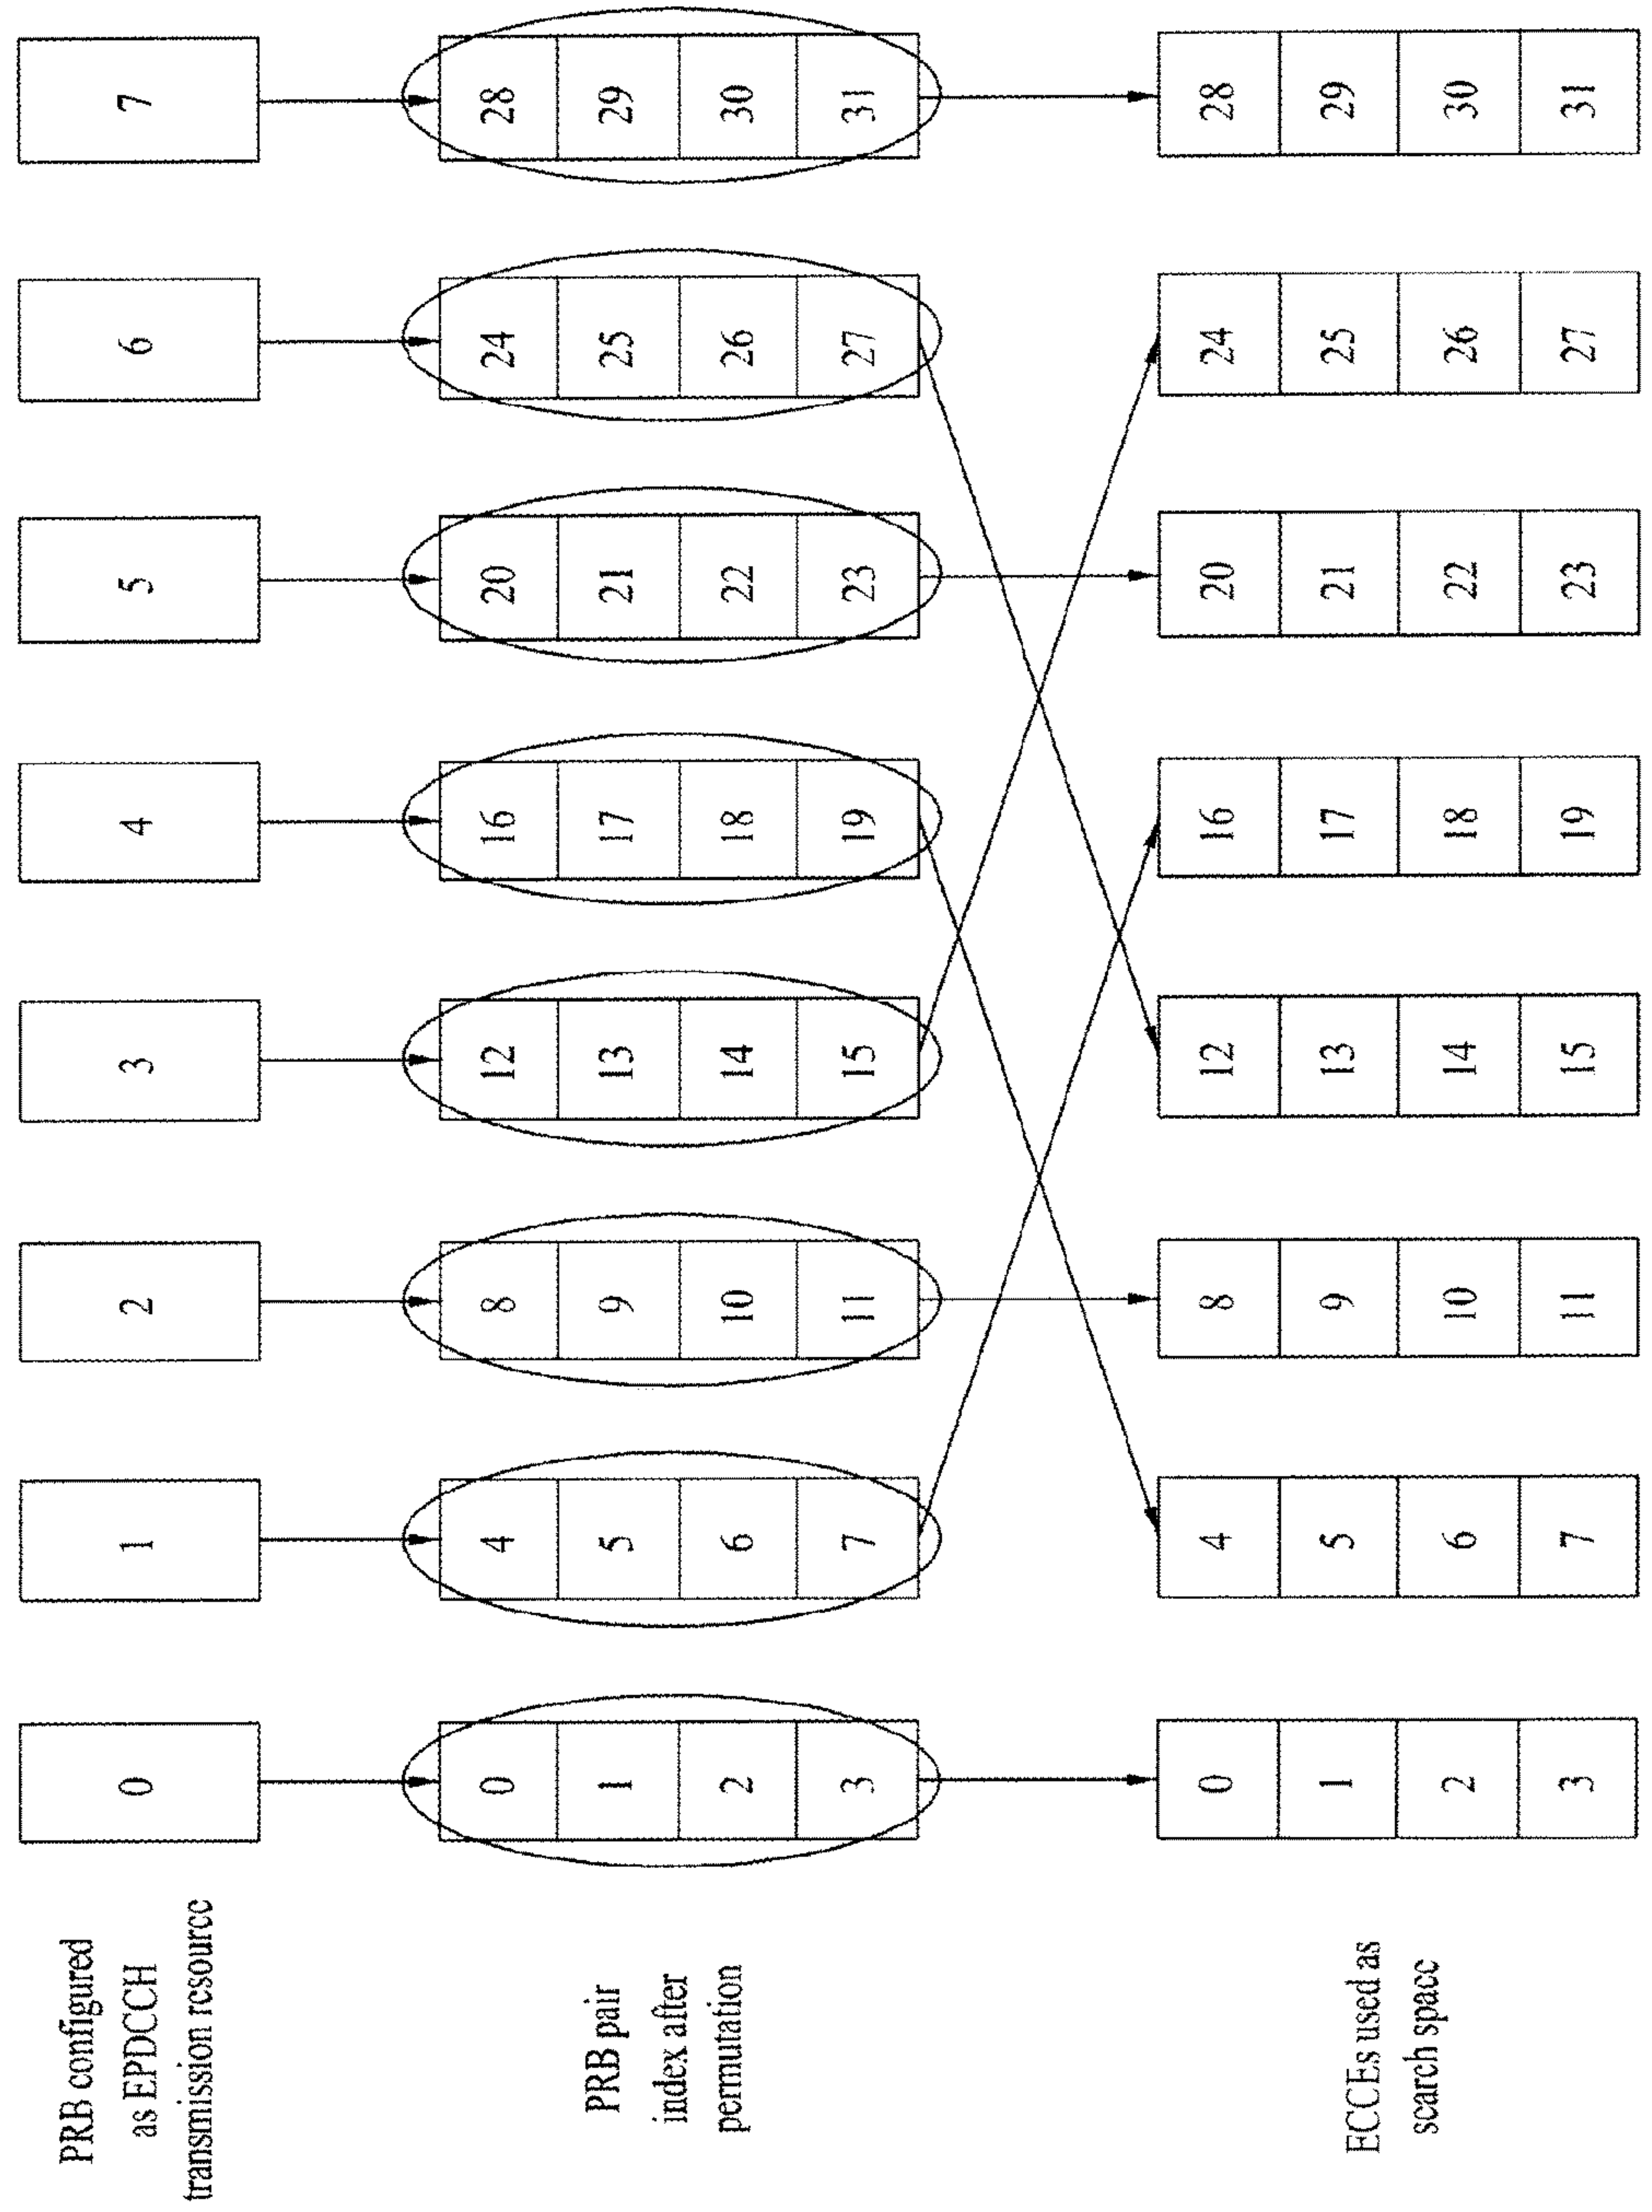 PRB configured
as EPDCCH
transmission resource
0 1 2 3 4 5 6 7
PRB pair
index after
permutation
0 4 8 12 16 20 24 28
1 5 9 13 17 21 25 29
2 6 10 14 18 22 26 30
3 7 11 15 19 23 27 31
ECCEs used as
search space
0 4 8 12 16 20 24 28
1 5 9 13 17 21 25 29
2 6 10 14 18 22 26 30
3 7 11 15 19 23 27 31